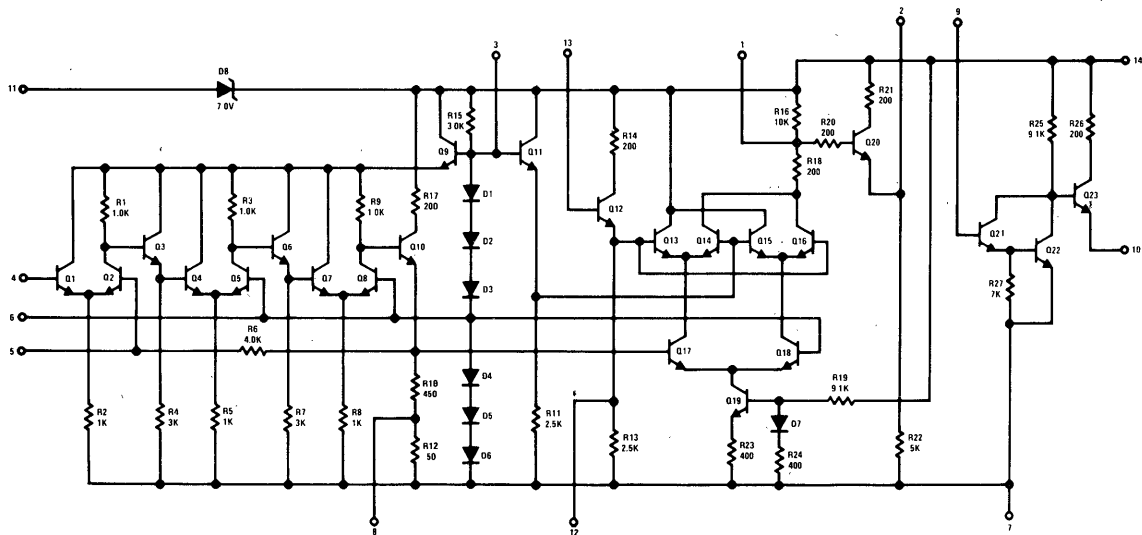 3
13
1
2
9
11
D8
7.0V
14
R15
3.0K
R14
200
R16
10K
R20
200
R21
200
R25
9.1K
R26
200
Q9
Q11
Q20
R18
200
R1
1.0K
R3
1.0K
R9
1.0K
R17
200
D1
Q12
Q23
Q3
Q6
Q10
D2
Q13
Q14
Q15
Q16
Q21
Q22
10
4
Q1
Q2
Q4
Q5
Q7
Q8
D3
R27
7K
6
5
R6
4.0K
Q17
Q18
R10
450
D4
Q19
R19
9.1K
R2
1K
R4
3K
R5
1K
R7
3K
R8
1K
R12
50
D5
R11
2.5K
R13
2.5K
D7
R22
5K
D6
R23
400
R24
400
8
12
7